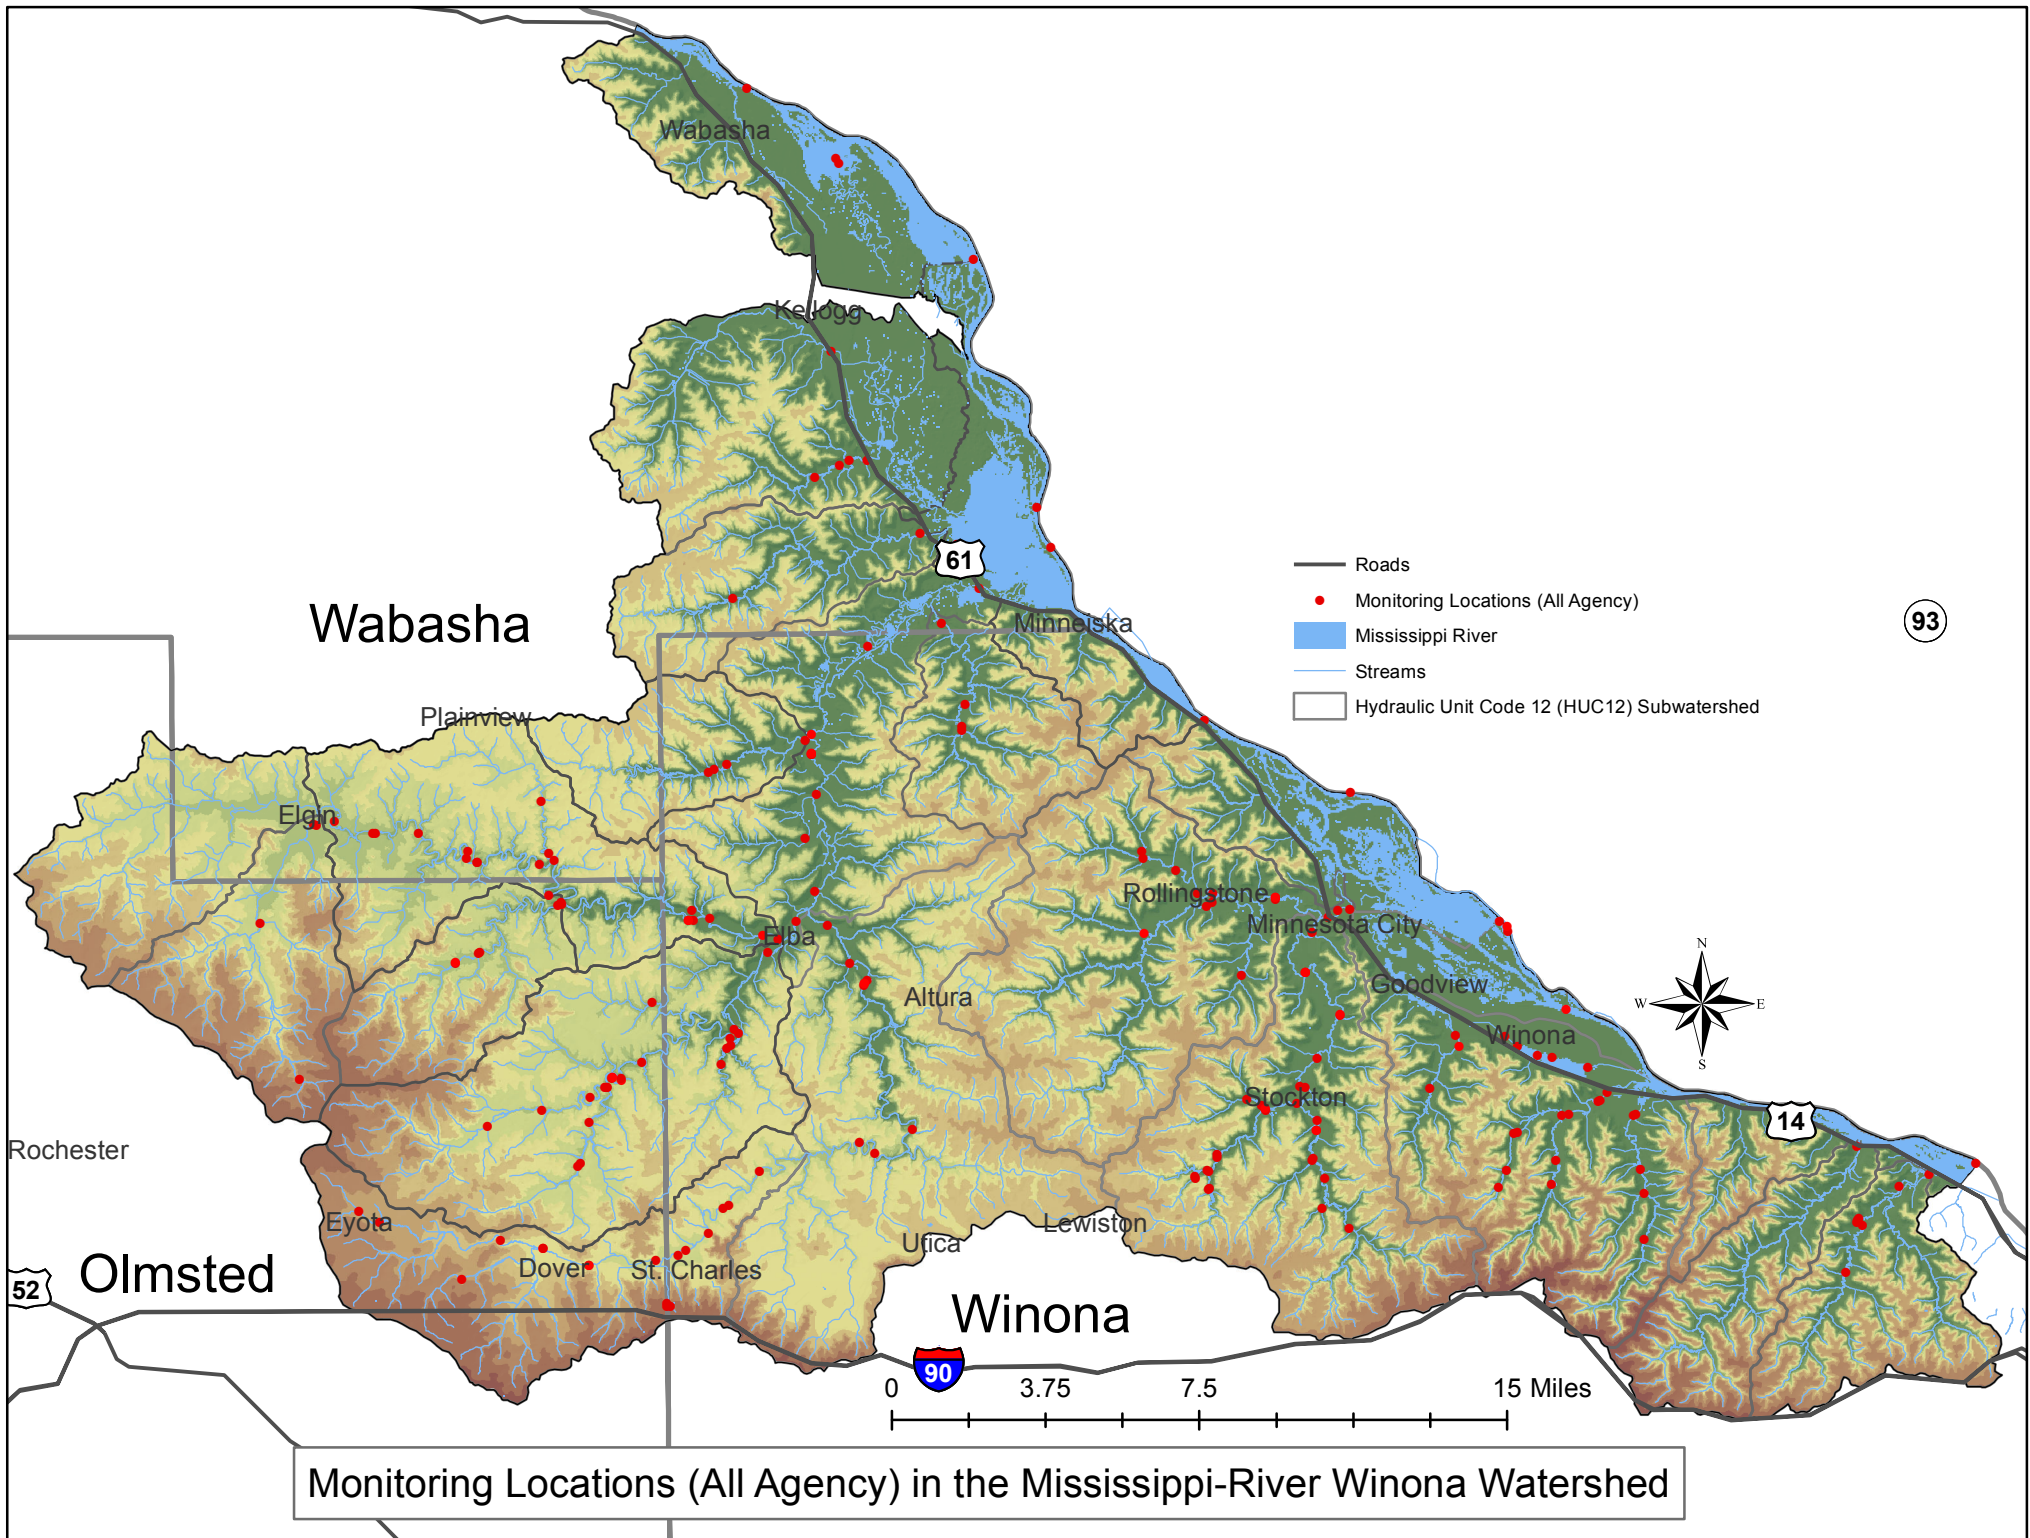 Wabasha
Kellogg
61
Minneiska
Wabasha
Roads
Monitoring Locations (All Agency)
Mississippi River
Streams
Hydraulic Unit Code 12 (HUC12) Subwatershed
93
Plainview
Elgin
Rollingstone
Minnesota City
Elba
Altura
Goodview
Winona
N
W
E
S
Stockton
14
Rochester
Eyota
Dover
St. Charles
Utica
Lewiston
52
Olmsted
Winona
90
0 3.75 7.5 15 Miles
Monitoring Locations (All Agency) in the Mississippi-River Winona Watershed